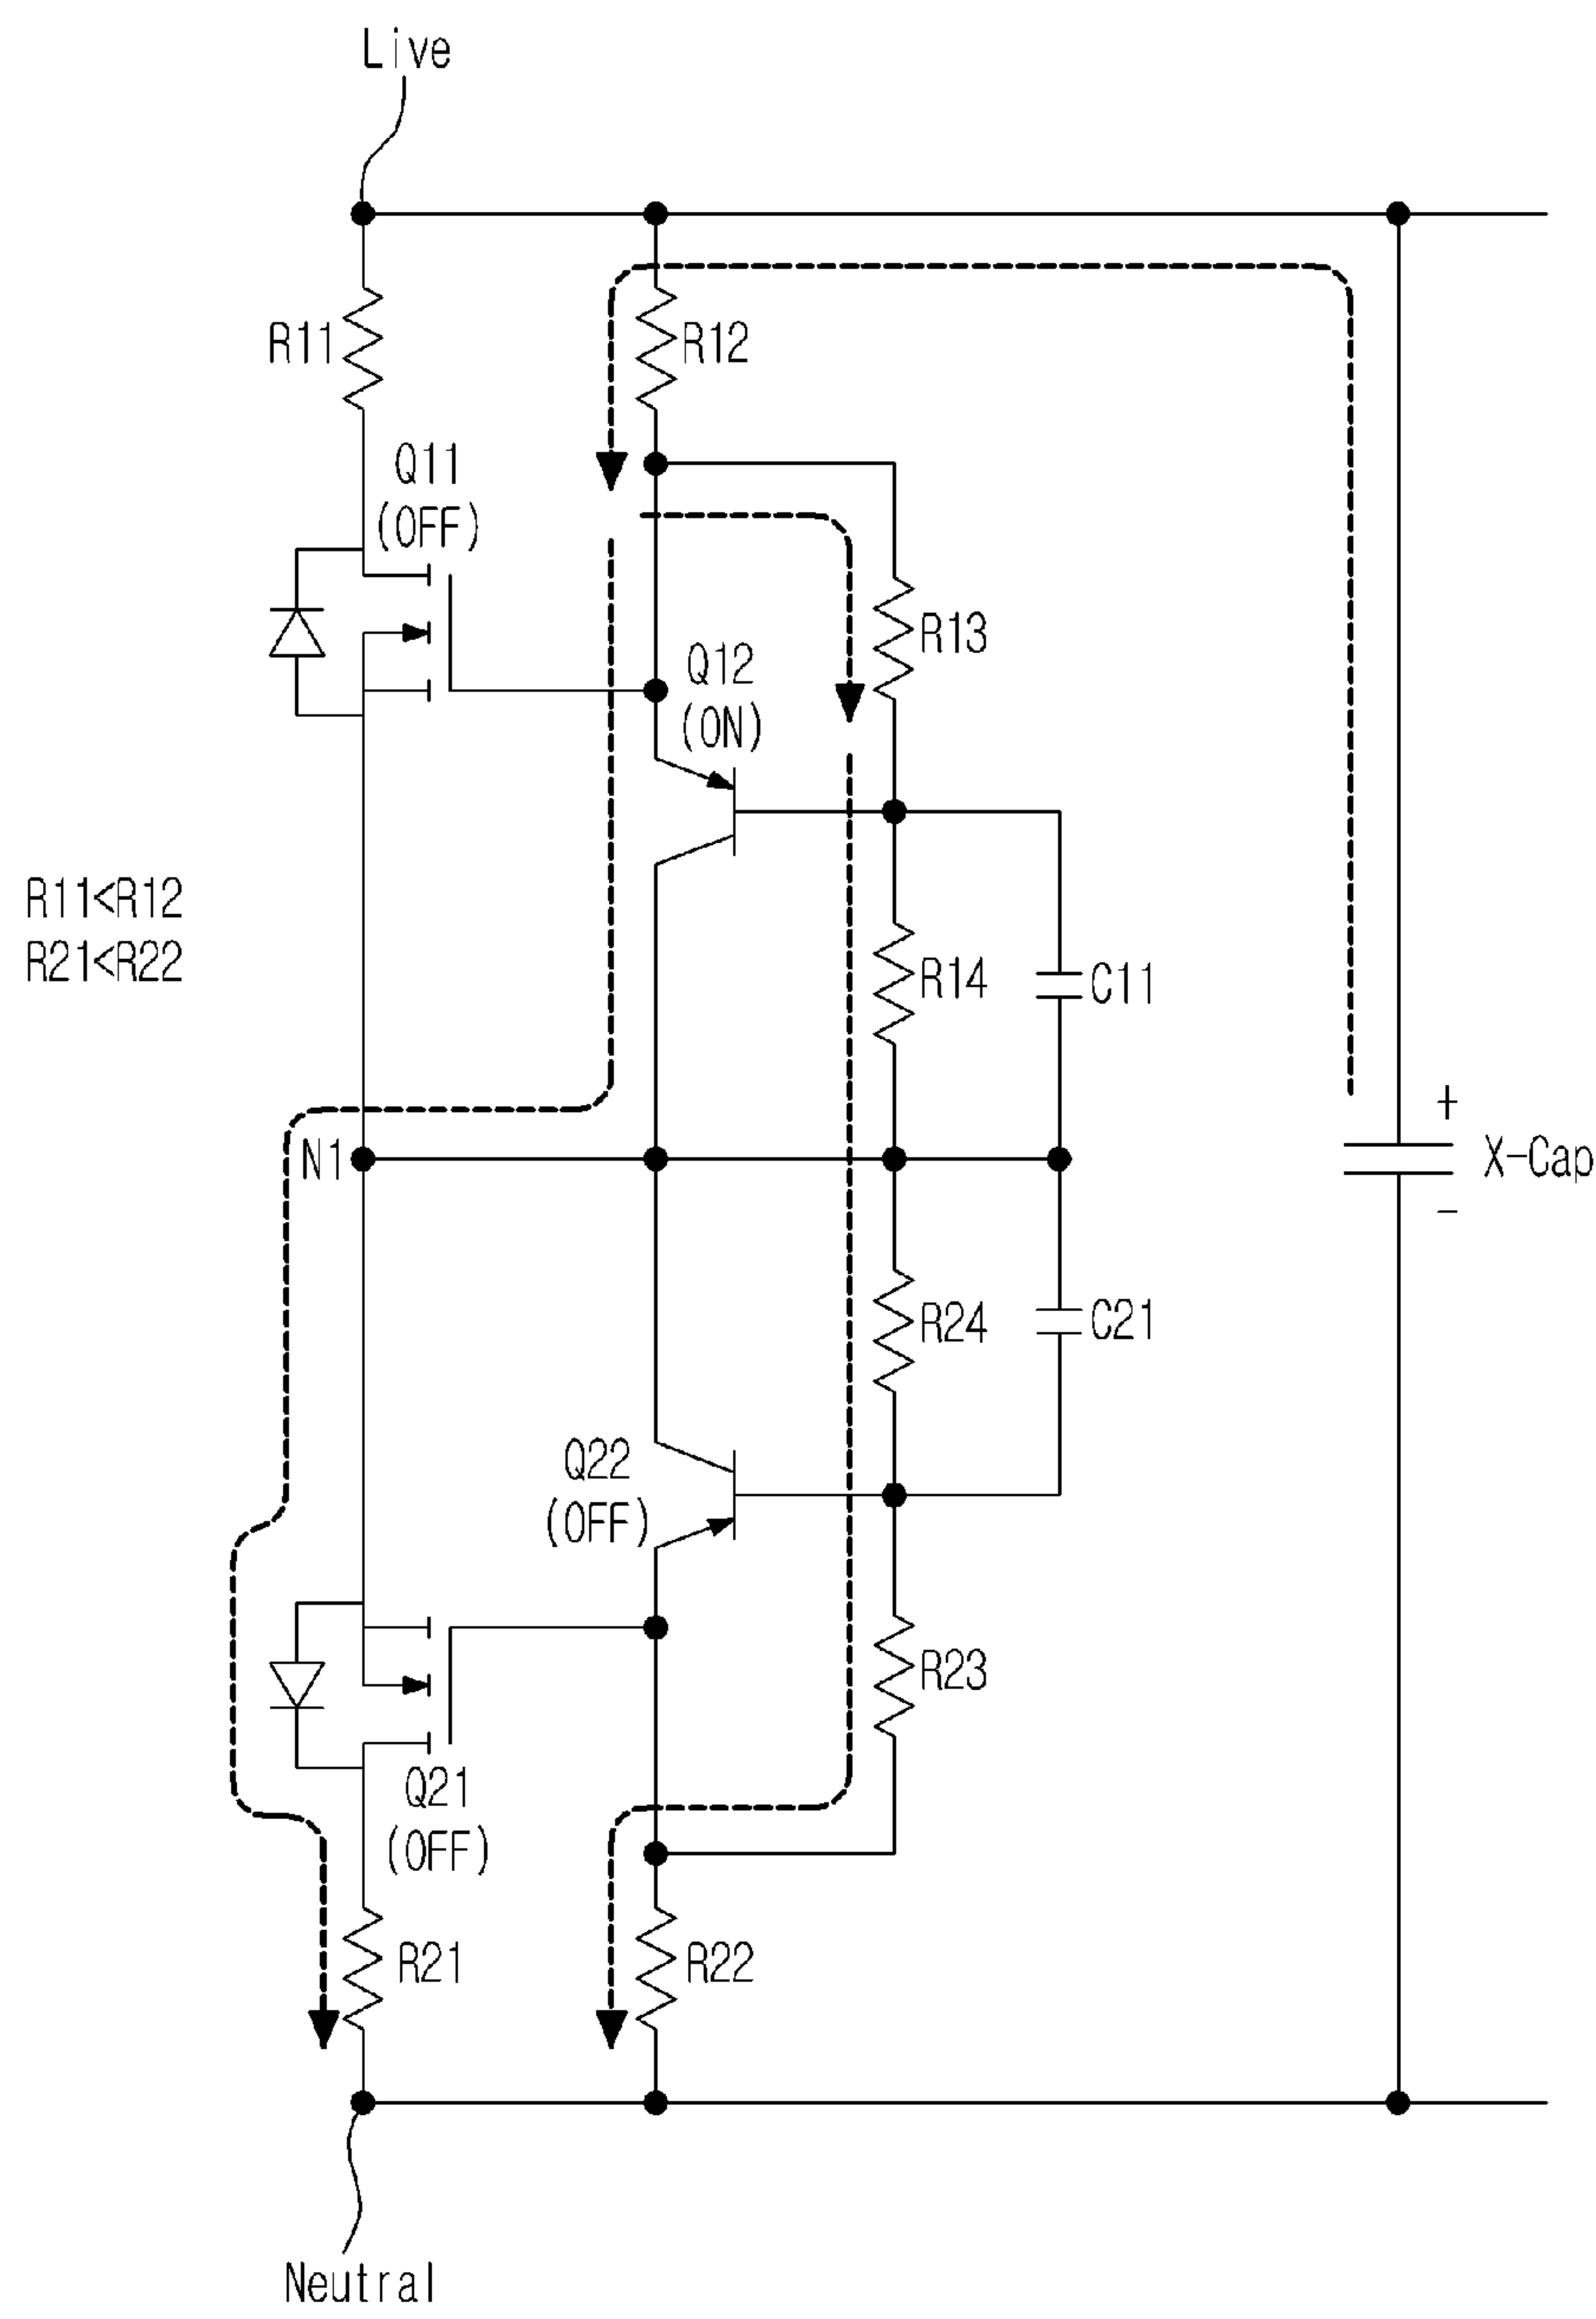 Live
R11
R12
Q11
(OFF)
R13
Q12
(ON)
R11<R12
R21<R22
R14
C11
N1
+
X-Cap
-
R24
C21
Q22
(OFF)
R23
Q21
(OFF)
R21
R22
Neutral